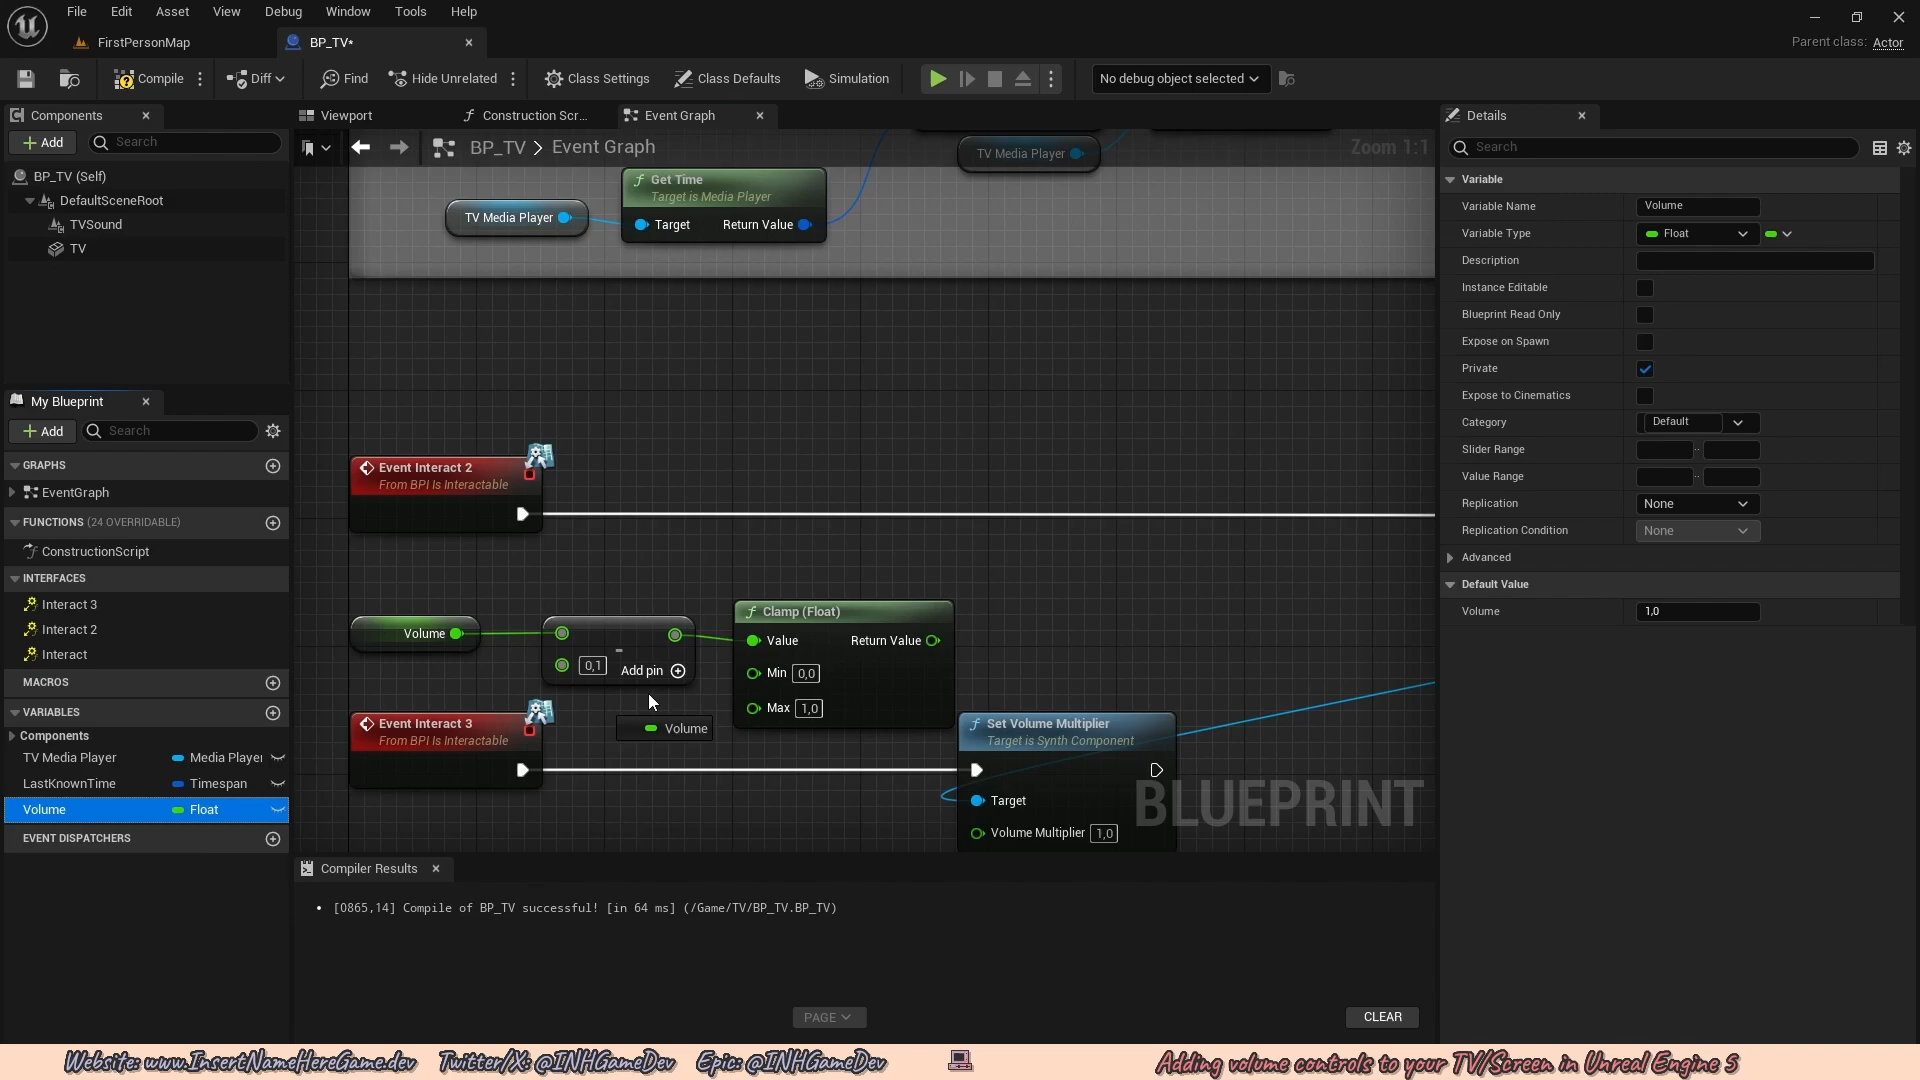 File Edit Asset View Debug Window Tools Help
FirstPersonMap
BP_TV*
Parent class: Actor
Compile
Diff
Find
Hide Unrelated
Class Settings
Class Defaults
Simulation
No debug object selected
Components
Viewport
Construction Scr...
Event Graph
Details
Add
Search
BP_TV > Event Graph
Zoom 1:1
Search
BP_TV (Self)
DefaultSceneRoot
TVSound
TV
TV Media Player
Get Time
Target is Media Player
TV Media Player
Target
Return Value
Variable
Variable Name
Volume
Variable Type
Float
Description
Instance Editable
Blueprint Read Only
Expose on Spawn
Private
Expose to Cinematics
Category
Default
Slider Range
Value Range
Replication
None
Replication Condition
None
Advanced
Default Value
Volume
1,0
My Blueprint
Add
Search
GRAPHS
EventGraph
FUNCTIONS (24 OVERRIDABLE)
ConstructionScript
INTERFACES
Interact 3
Interact 2
Interact
MACROS
VARIABLES
Components
TV Media Player
Media Player
LastKnownTime
Timespan
Volume
Float
EVENT DISPATCHERS
Event Interact 2
From BPI Is Interactable
Volume
-
0,1
Add pin
Clamp (Float)
Value
Return Value
Min 0,0
Max 1,0
Volume
Event Interact 3
From BPI Is Interactable
Set Volume Multiplier
Target is Synth Component
Target
Volume Multiplier 1,0
BLUEPRINT
Compiler Results
[0865,14] Compile of BP_TV successful! [in 64 ms] (/Game/TV/BP_TV.BP_TV)
PAGE
CLEAR
Website: www.InsertNameHereGame.dev Twitter/X: @INHGameDev Epic: @INHGameDev
Adding volume controls to your TV/Screen in Unreal Engine 5